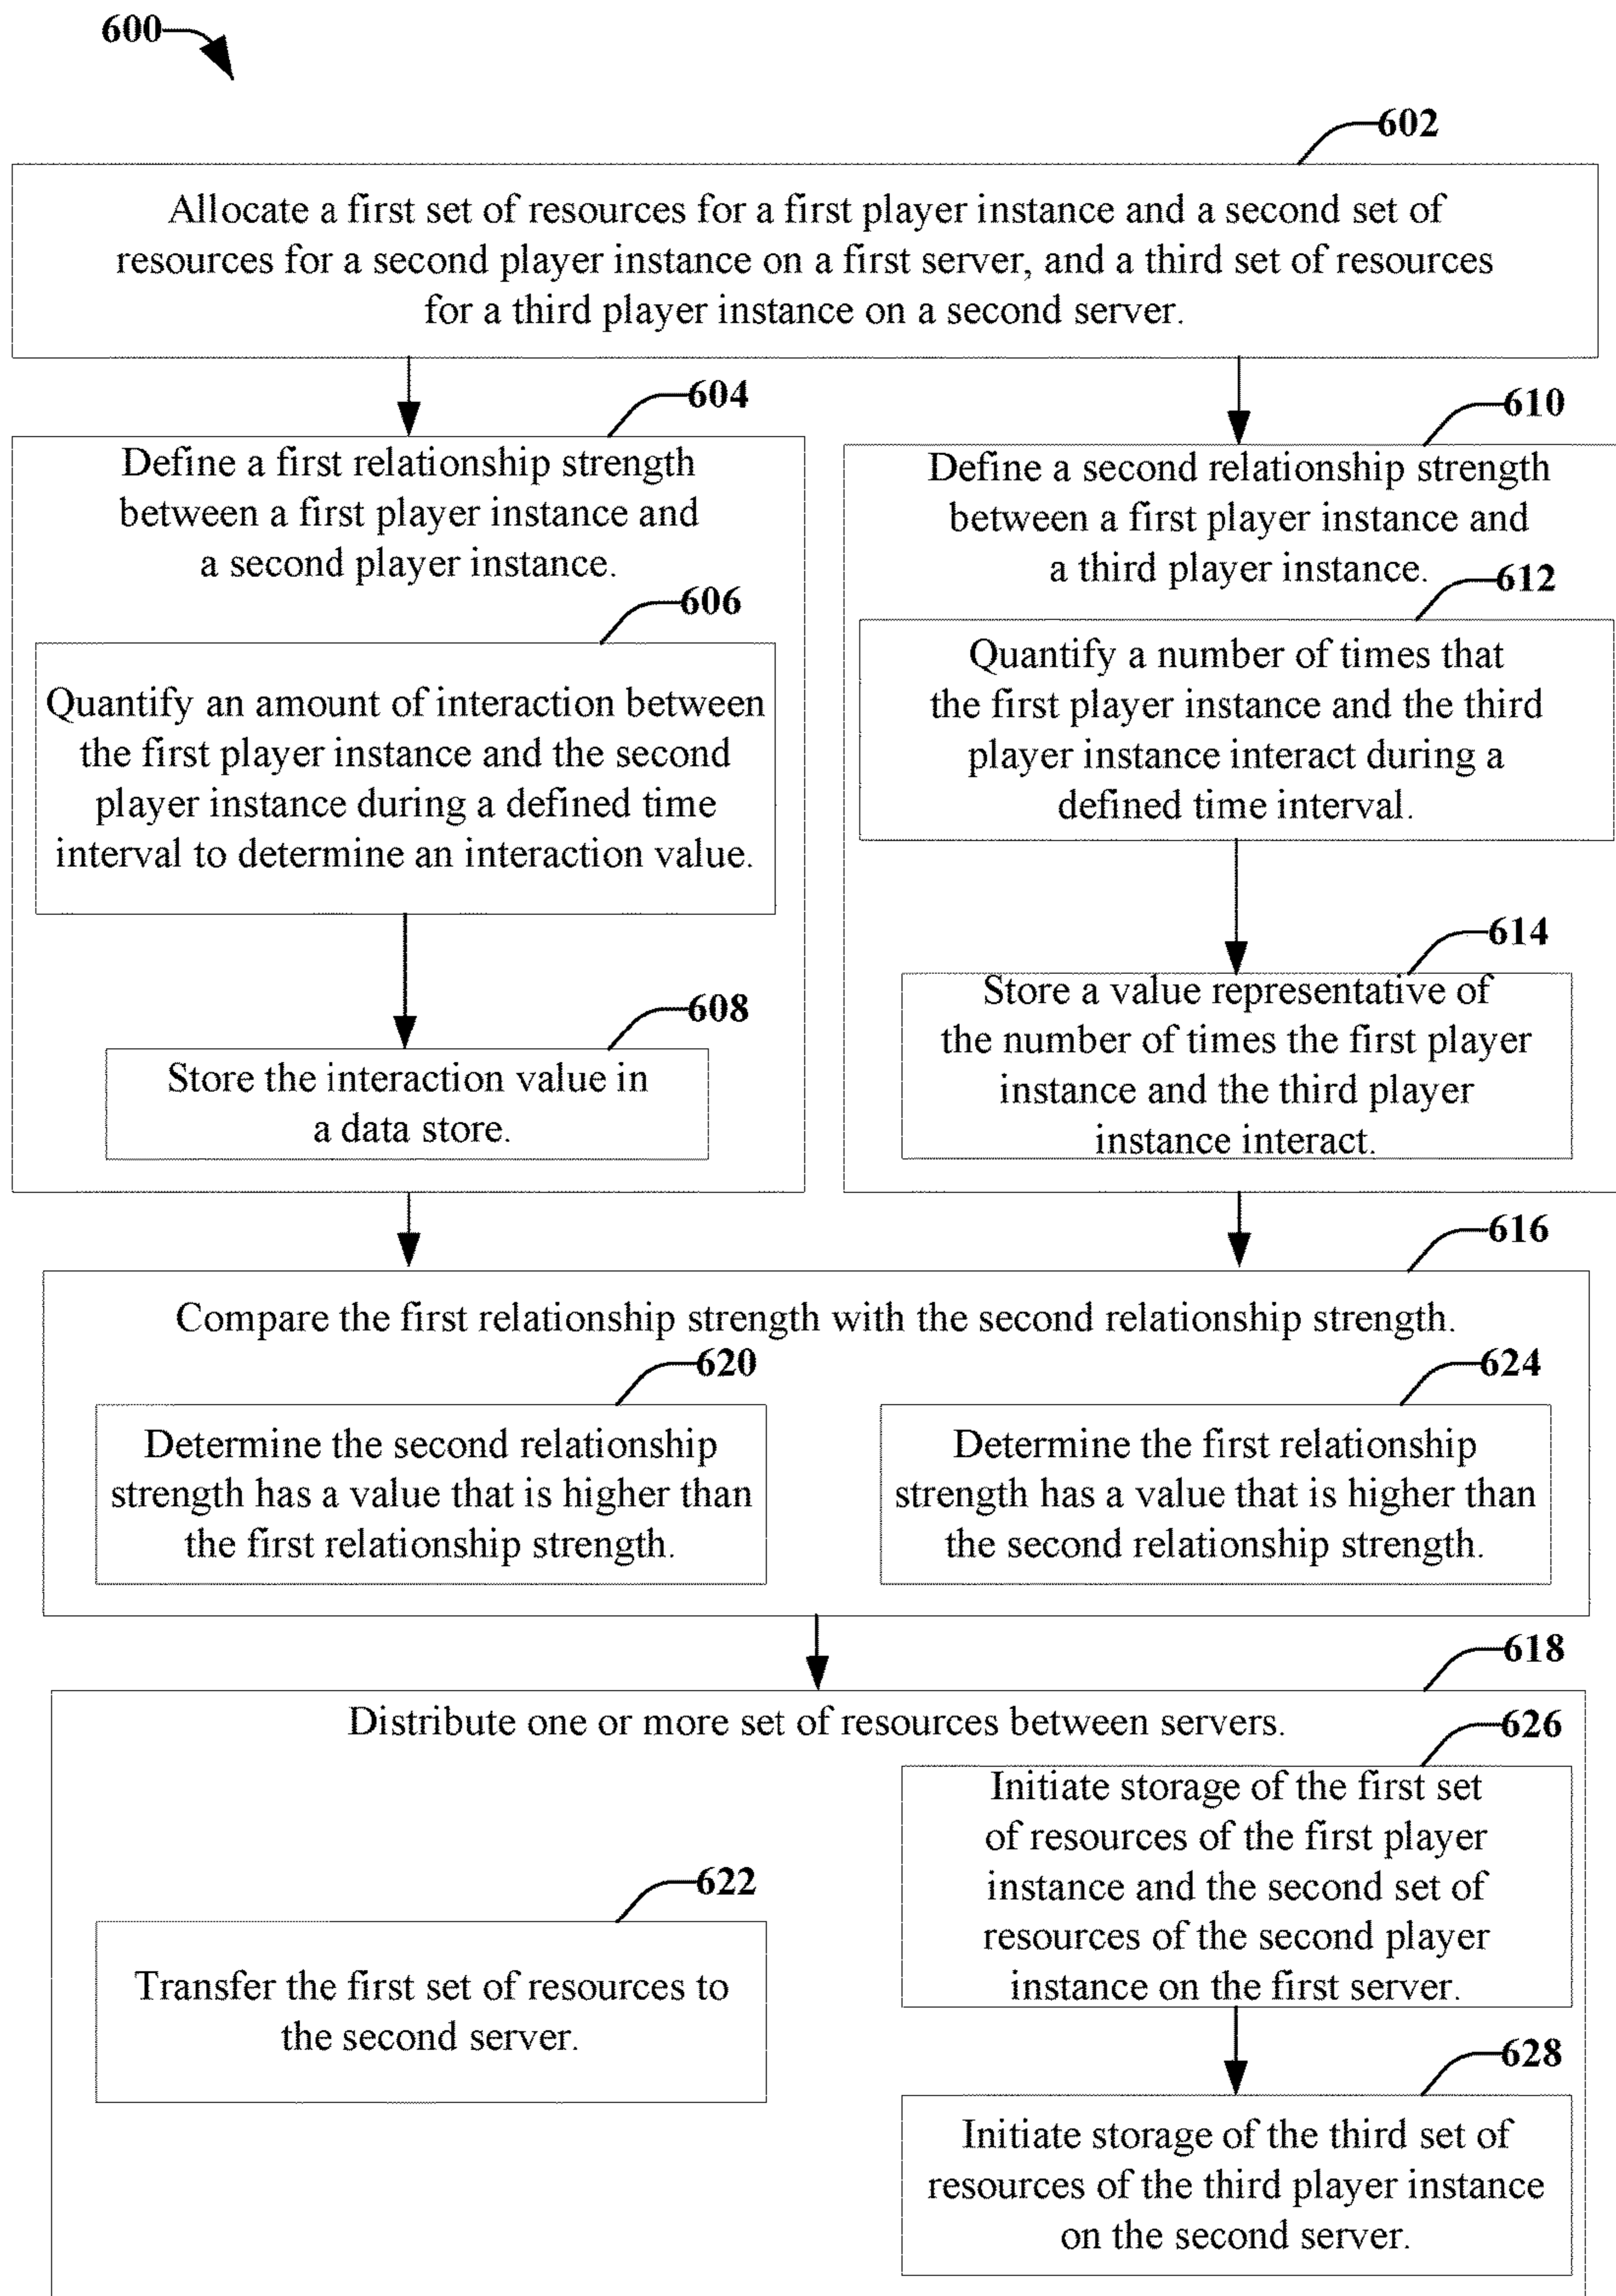 600
602
Allocate a first set of resources for a first player instance and a second set of
resources for a second player instance on a first server, and a third set of resources
for a third player instance on a second server.
604
Define a first relationship strength
between a first player instance and
a second player instance.
606
Quantify an amount of interaction between
the first player instance and the second
player instance during a defined time
interval to determine an interaction value.
608
Store the interaction value in
a data store.
610
Define a second relationship strength
between a first player instance and
a third player instance.
612
Quantify a number of times that
the first player instance and the third
player instance interact during a
defined time interval.
614
Store a value representative of
the number of times the first player
instance and the third player
instance interact.
616
Compare the first relationship strength with the second relationship strength.
620
Determine the second relationship
strength has a value that is higher than
the first relationship strength.
624
Determine the first relationship
strength has a value that is higher than
the second relationship strength.
618
Distribute one or more set of resources between servers.
622
Transfer the first set of resources to
the second server.
626
Initiate storage of the first set
of resources of the first player
instance and the second set of
resources of the second player
instance on the first server.
628
Initiate storage of the third set of
resources of the third player instance
on the second server.